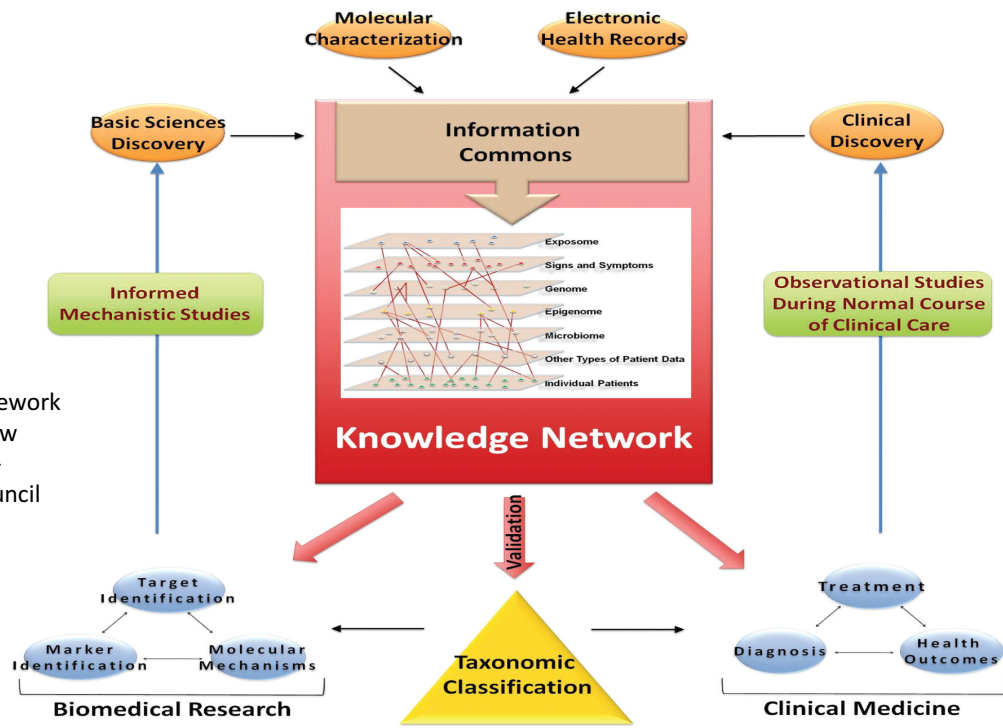 Molecular
Characterization
Electronic
Health Records
Basic Sciences
Discovery
Information
Commons
Clinical
Discovery
Exposome
Signs and Symptoms
Genome
Epigenome
Microbiome
Other Types of Patient Data
Individual Patients
Informed
Mechanistic Studies
Observational Studies
During Normal Course
of Clinical Care
ework
w
uncil
Knowledge Network
Validation
Target
Identification
Marker
Identification
Molecular
Mechanisms
Biomedical Research
Taxonomic
Classification
Treatment
Diagnosis
Health
Outcomes
Clinical Medicine